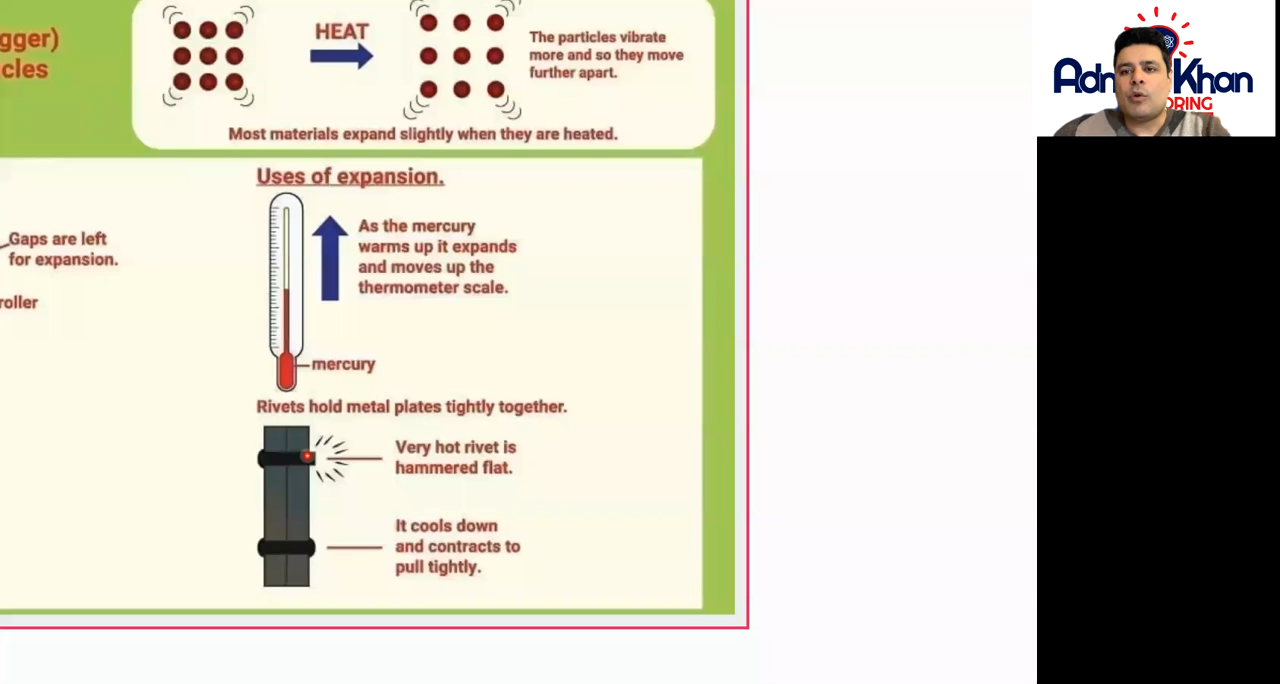 gger)
cles
HEAT
The particles vibrate
more and so they move
further apart.
Most materials expand slightly when they are heated.
Uses of expansion.
Gaps are left
for expansion.
roller
As the mercury
warms up it expands
and moves up the
thermometer scale.
mercury
Rivets hold metal plates tightly together.
Very hot rivet is
hammered flat.
It cools down
and contracts to
pull tightly.
Khan